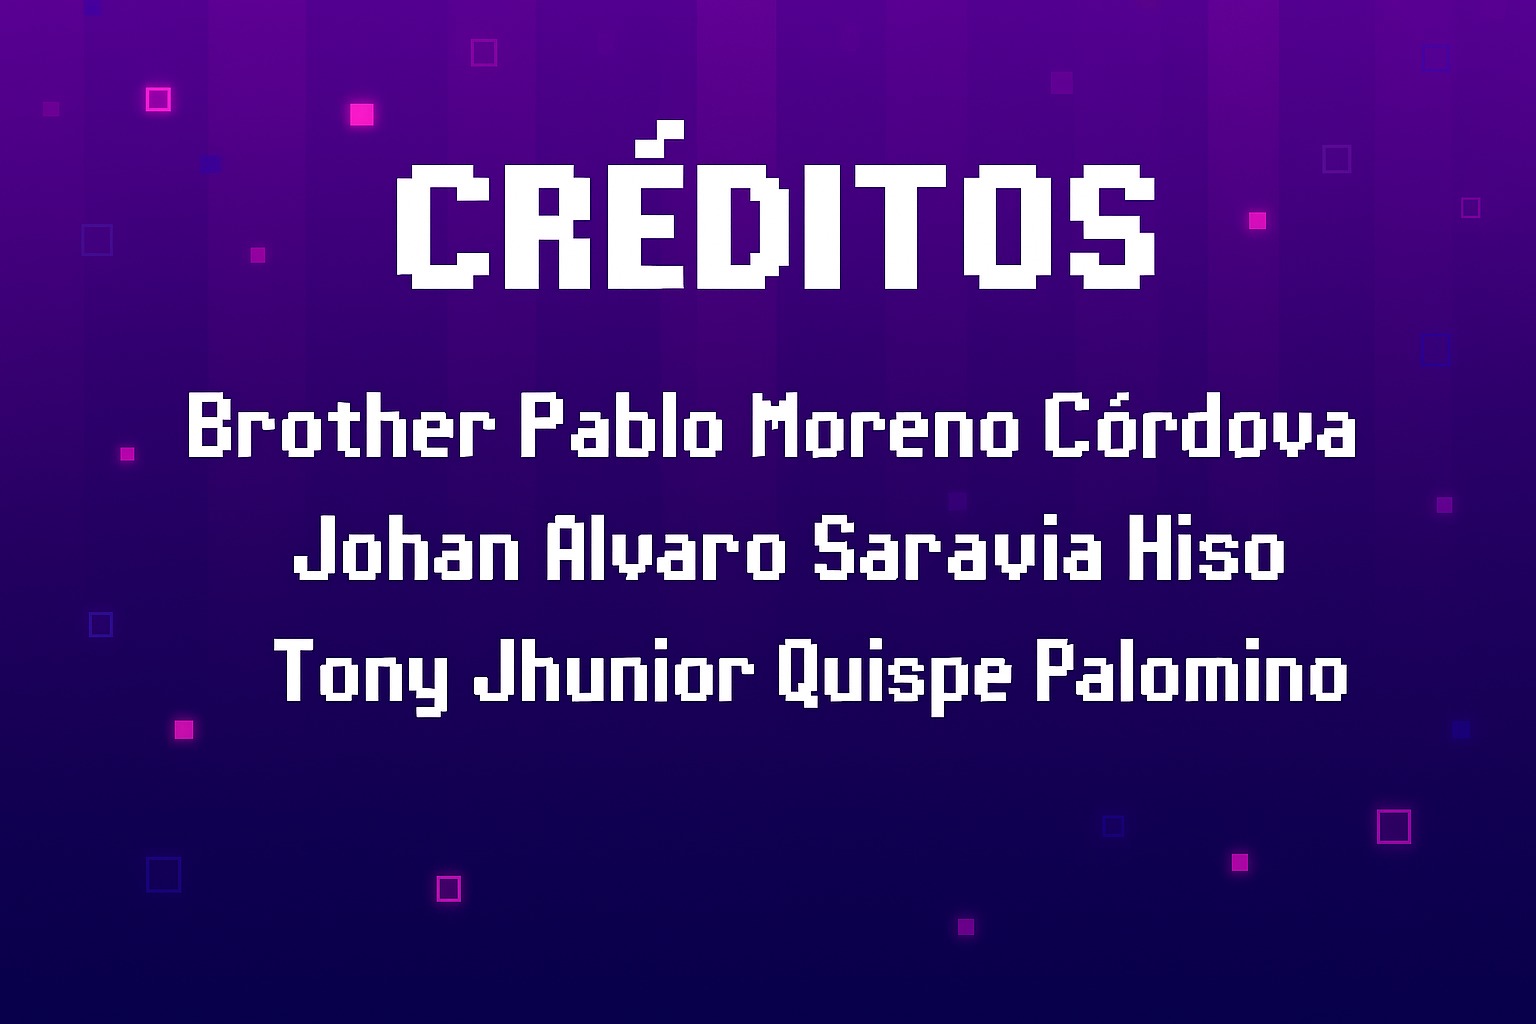 CRÉDITOS
Brother Pablo Moreno Córdova
Johan Alvaro Saravia Hiso
Tony Jhunior Quispe Palomino